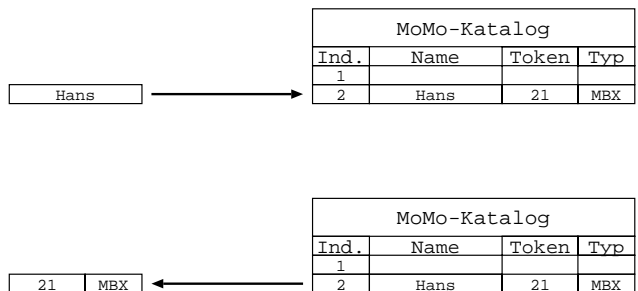 MoMo-Katalog
Ind. Name Token Typ
1
Hans 2 Hans 21 MBX
MoMo-Katalog
Ind. Name Token Typ
1
21 MBX 2 Hans 21 MBX